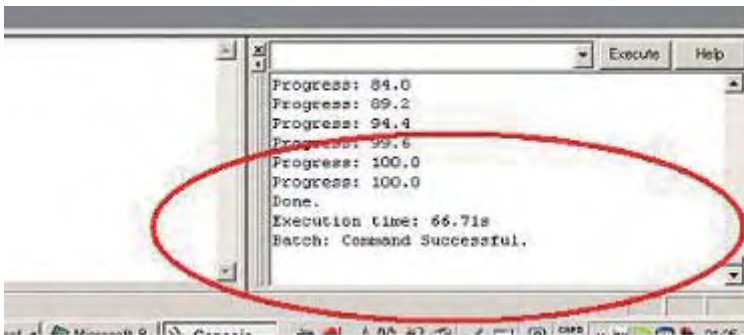 Execute Help
Progress: 84.0
Progress: 89.2
Progress: 94.4
Progress: 99.6
Progress: 100.0
Progress: 100.0
Done.
Execution time: 66.71s
Batch: Command Successful.
Microsoft P